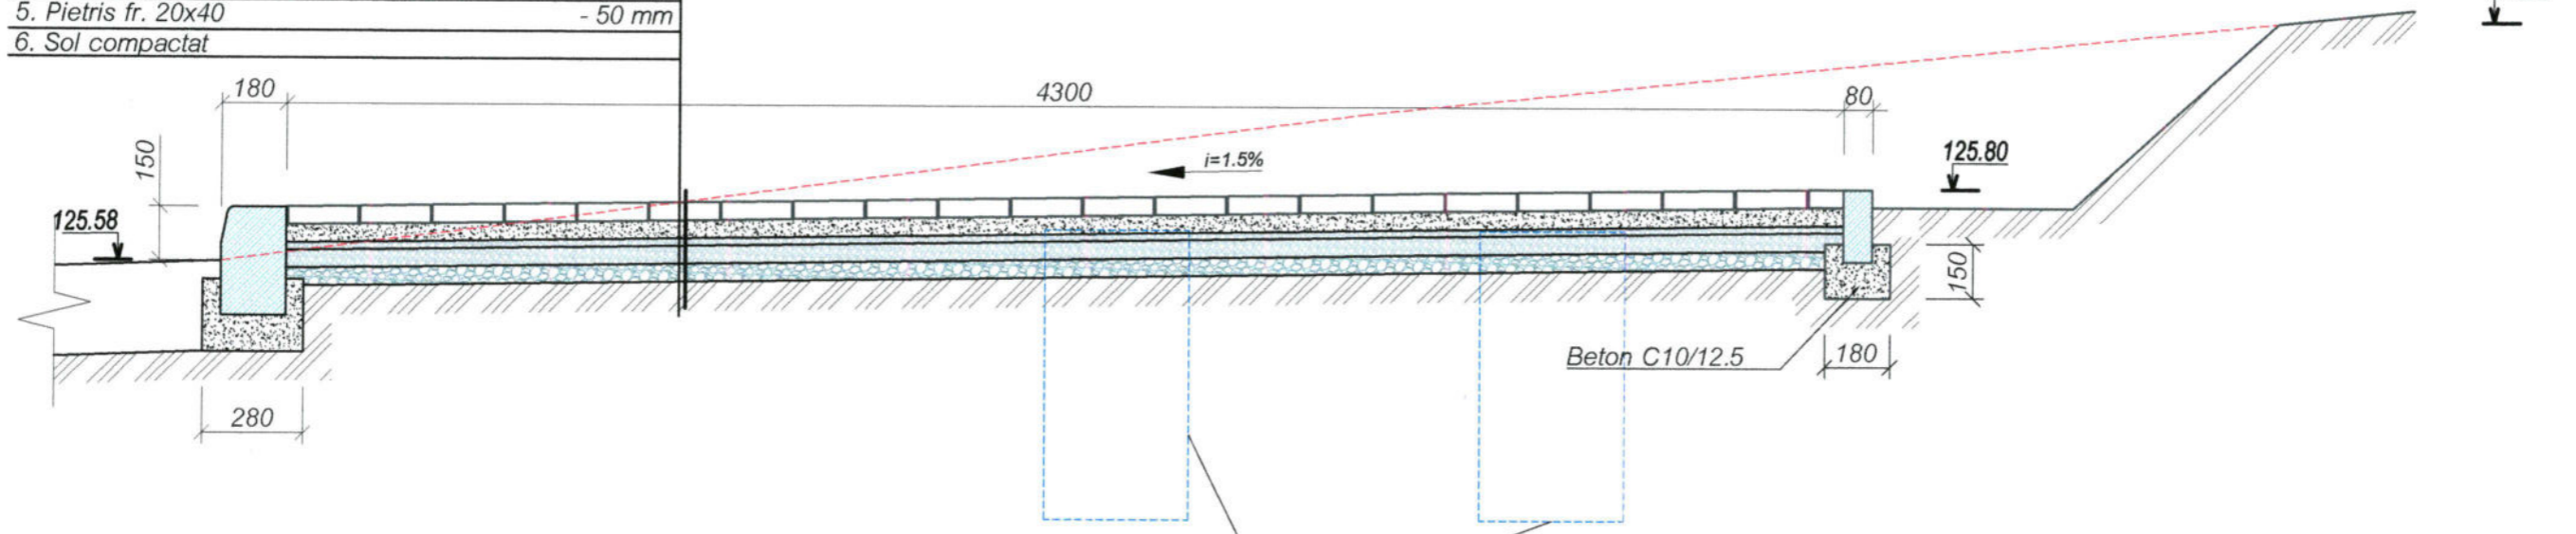 5. Pietris fr. 20x40 - 50 mm
6. Sol compactat
180
4300
80
150
i=1.5%
125.80
125.58
150
Beton C10/12.5
180
280